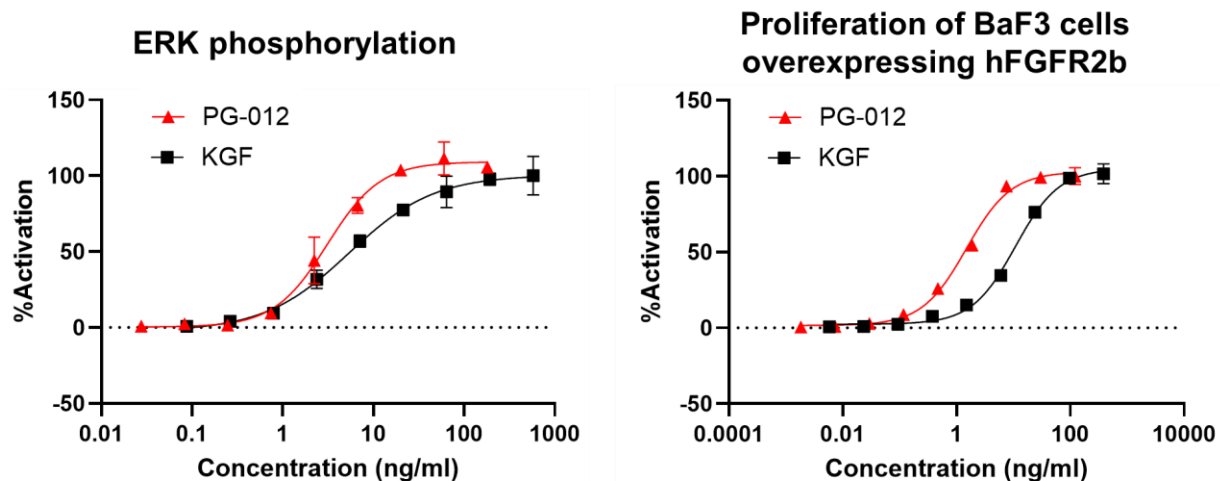 ERK phosphorylation
150
100
50
0
-50
%Activation
PG-012
KGF
0.01
0.1
1
10
100
1000
Concentration (ng/ml)
Proliferation of BaF3 cells
overexpressing hFGFR2b
150
100
50
0
-50
%Activation
PG-012
KGF
0.0001
0.01
1
100
10000
Concentration (ng/ml)